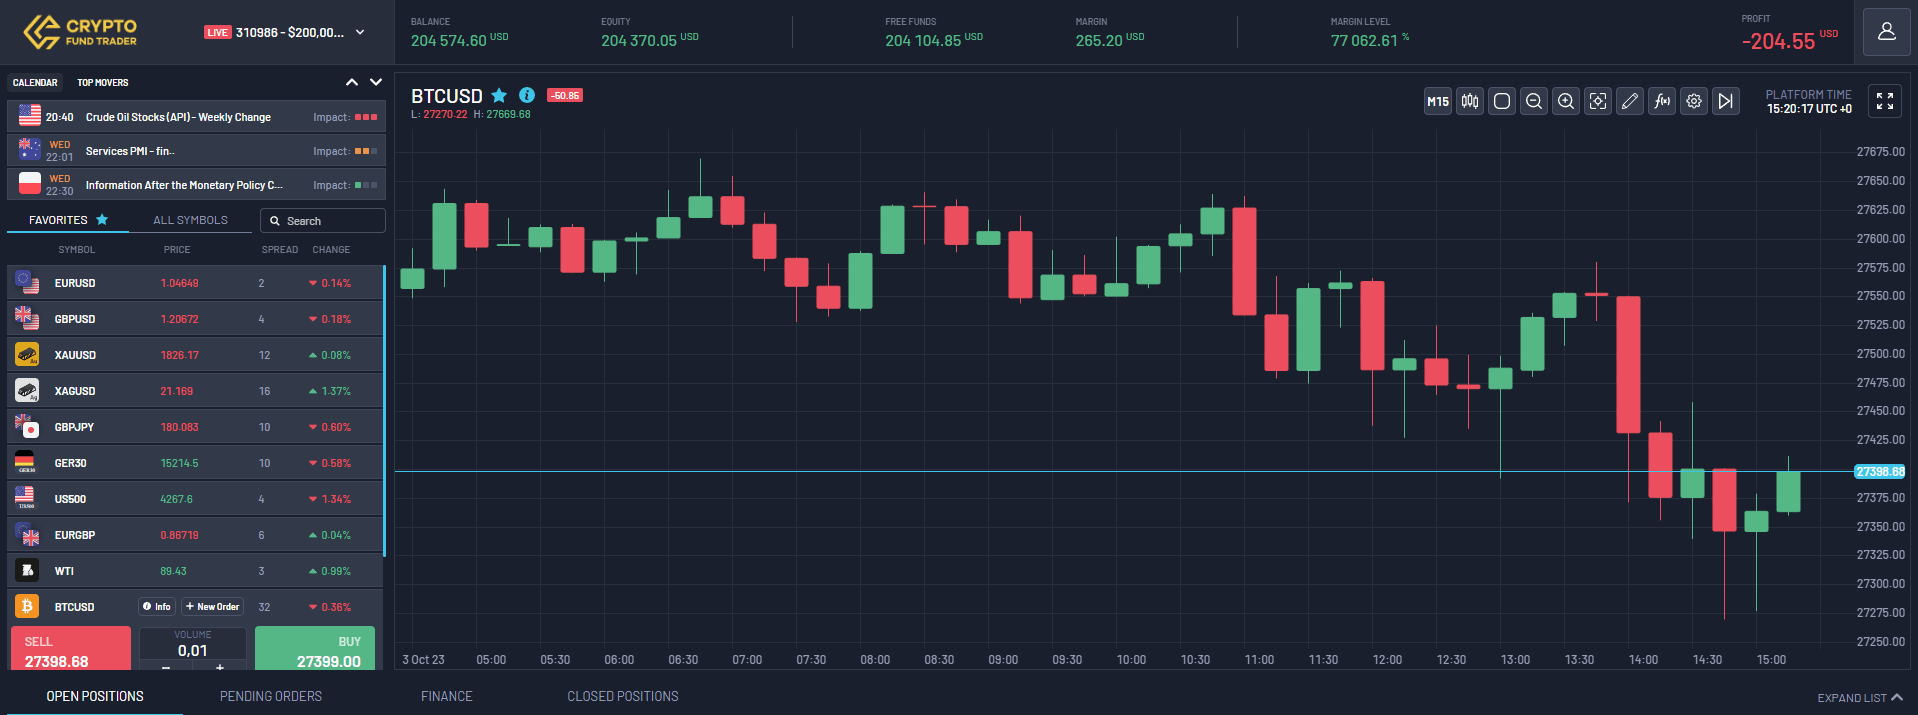 CRYPTO
FUND TRADER
LIVE 310986 - $200,00...
BALANCE
204 574.60 USD
EQUITY
204 370.05 USD
FREE FUNDS
204 104.85 USD
MARGIN
265.20 USD
MARGIN LEVEL
77 062.61 %
PROFIT
-204.55 USD
CALENDAR TOP MOVERS
20:40 Crude Oil Stocks (API) - Weekly Change Impact:
WED
22:01 Services PMI - fin.. Impact:
WED
22:30 Information After the Monetary Policy C... Impact:
FAVORITES ALL SYMBOLS Search
SYMBOL PRICE SPREAD CHANGE
EURUSD 1.04649 2 0.14%
GBPUSD 1.20672 4 0.18%
XAUUSD 1826.17 12 0.08%
XAGUSD 21.169 16 1.37%
GBPJPY 180.083 10 0.60%
GER30 15214.5 10 0.58%
US500 4267.6 4 1.34%
EURGBP 0.86719 6 0.04%
WTI 89.43 3 0.99%
BTCUSD Info + New Order 32 0.36%
SELL
27398.68
VOLUME
0,01
- +
BUY
27399.00
BTCUSD -50.85
L: 27270.22 H: 27669.68
M15
f(x)
PLATFORM TIME
15:20:17 UTC +0
27675.00
27650.00
27625.00
27600.00
27575.00
27550.00
27525.00
27500.00
27475.00
27450.00
27425.00
27398.68
27375.00
27350.00
27325.00
27300.00
27275.00
27250.00
3 Oct 23 05:00 05:30 06:00 06:30 07:00 07:30 08:00 08:30 09:00 09:30 10:00 10:30 11:00 11:30 12:00 12:30 13:00 13:30 14:00 14:30 15:00
OPEN POSITIONS PENDING ORDERS FINANCE CLOSED POSITIONS EXPAND LIST